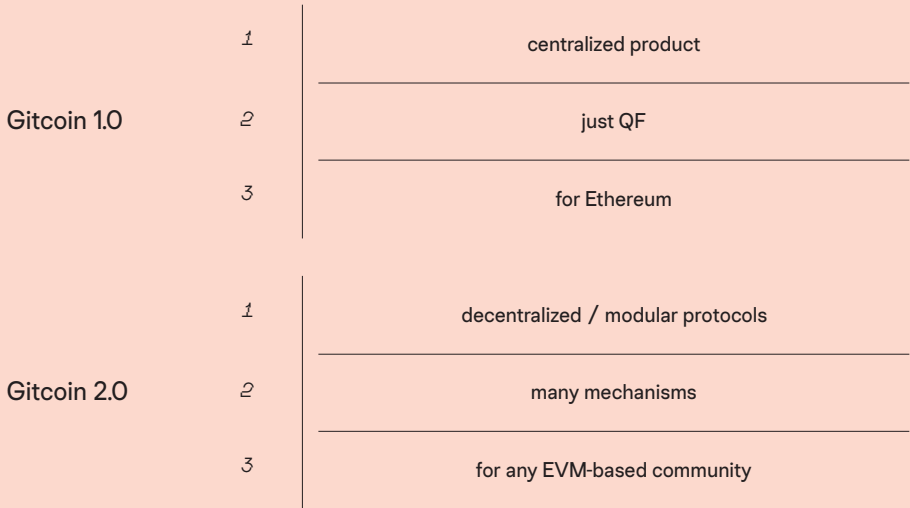 1
centralized product
Gitcoin 1.0
2
just QF
3
for Ethereum
1
decentralized / modular protocols
Gitcoin 2.0
2
many mechanisms
3
for any EVM-based community